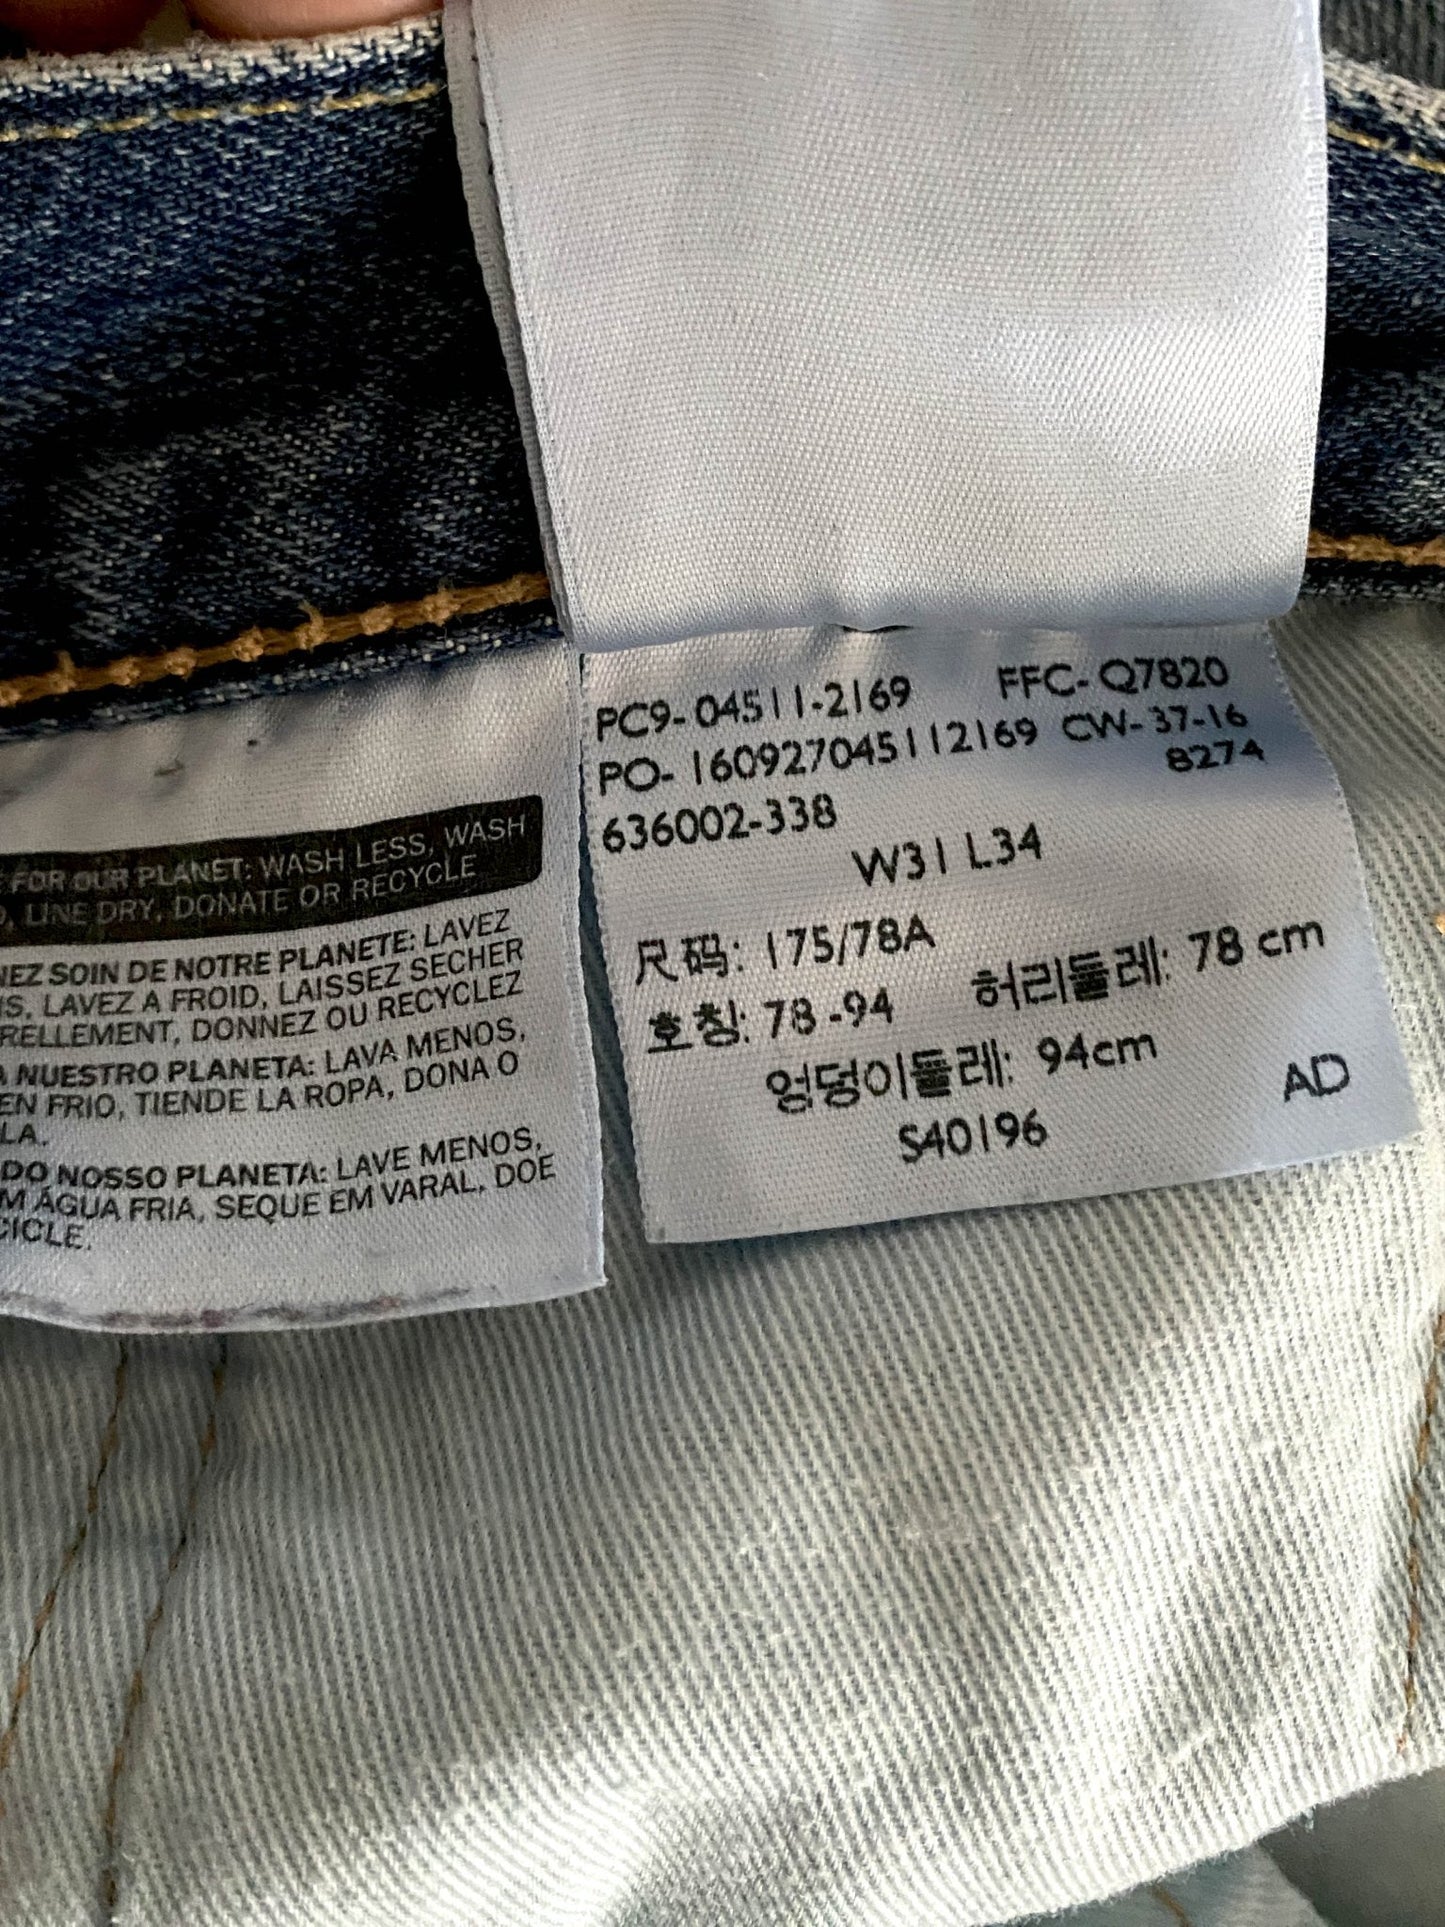 FOR OUR PLANET: WASH LESS, WASH
LINE DRY, DONATE OR RECYCLE
NEZ SOIN DE NOTRE PLANETE: LAVEZ
S, LAVEZ A FROID, LAISSEZ SECHER
RELLEMENT, DONNEZ OU RECYCLEZ
A NUESTRO PLANETA: LAVA MENOS,
EN FRIO, TIENDE LA ROPA, DONA O
LA.
DO NOSSO PLANETA: LAVE MENOS,
M ÁGUA FRIA, SEQUE EM VARAL, DOE
CICLE.
PC9-04511-2169 FFC-Q7820
PO-160927045112169 CW-37-16
8274
636002-338
W31 L34
尺码: 175/78A
호칭: 78-94 허리둘레: 78 cm
엉덩이둘레: 94cm
S40196 AD